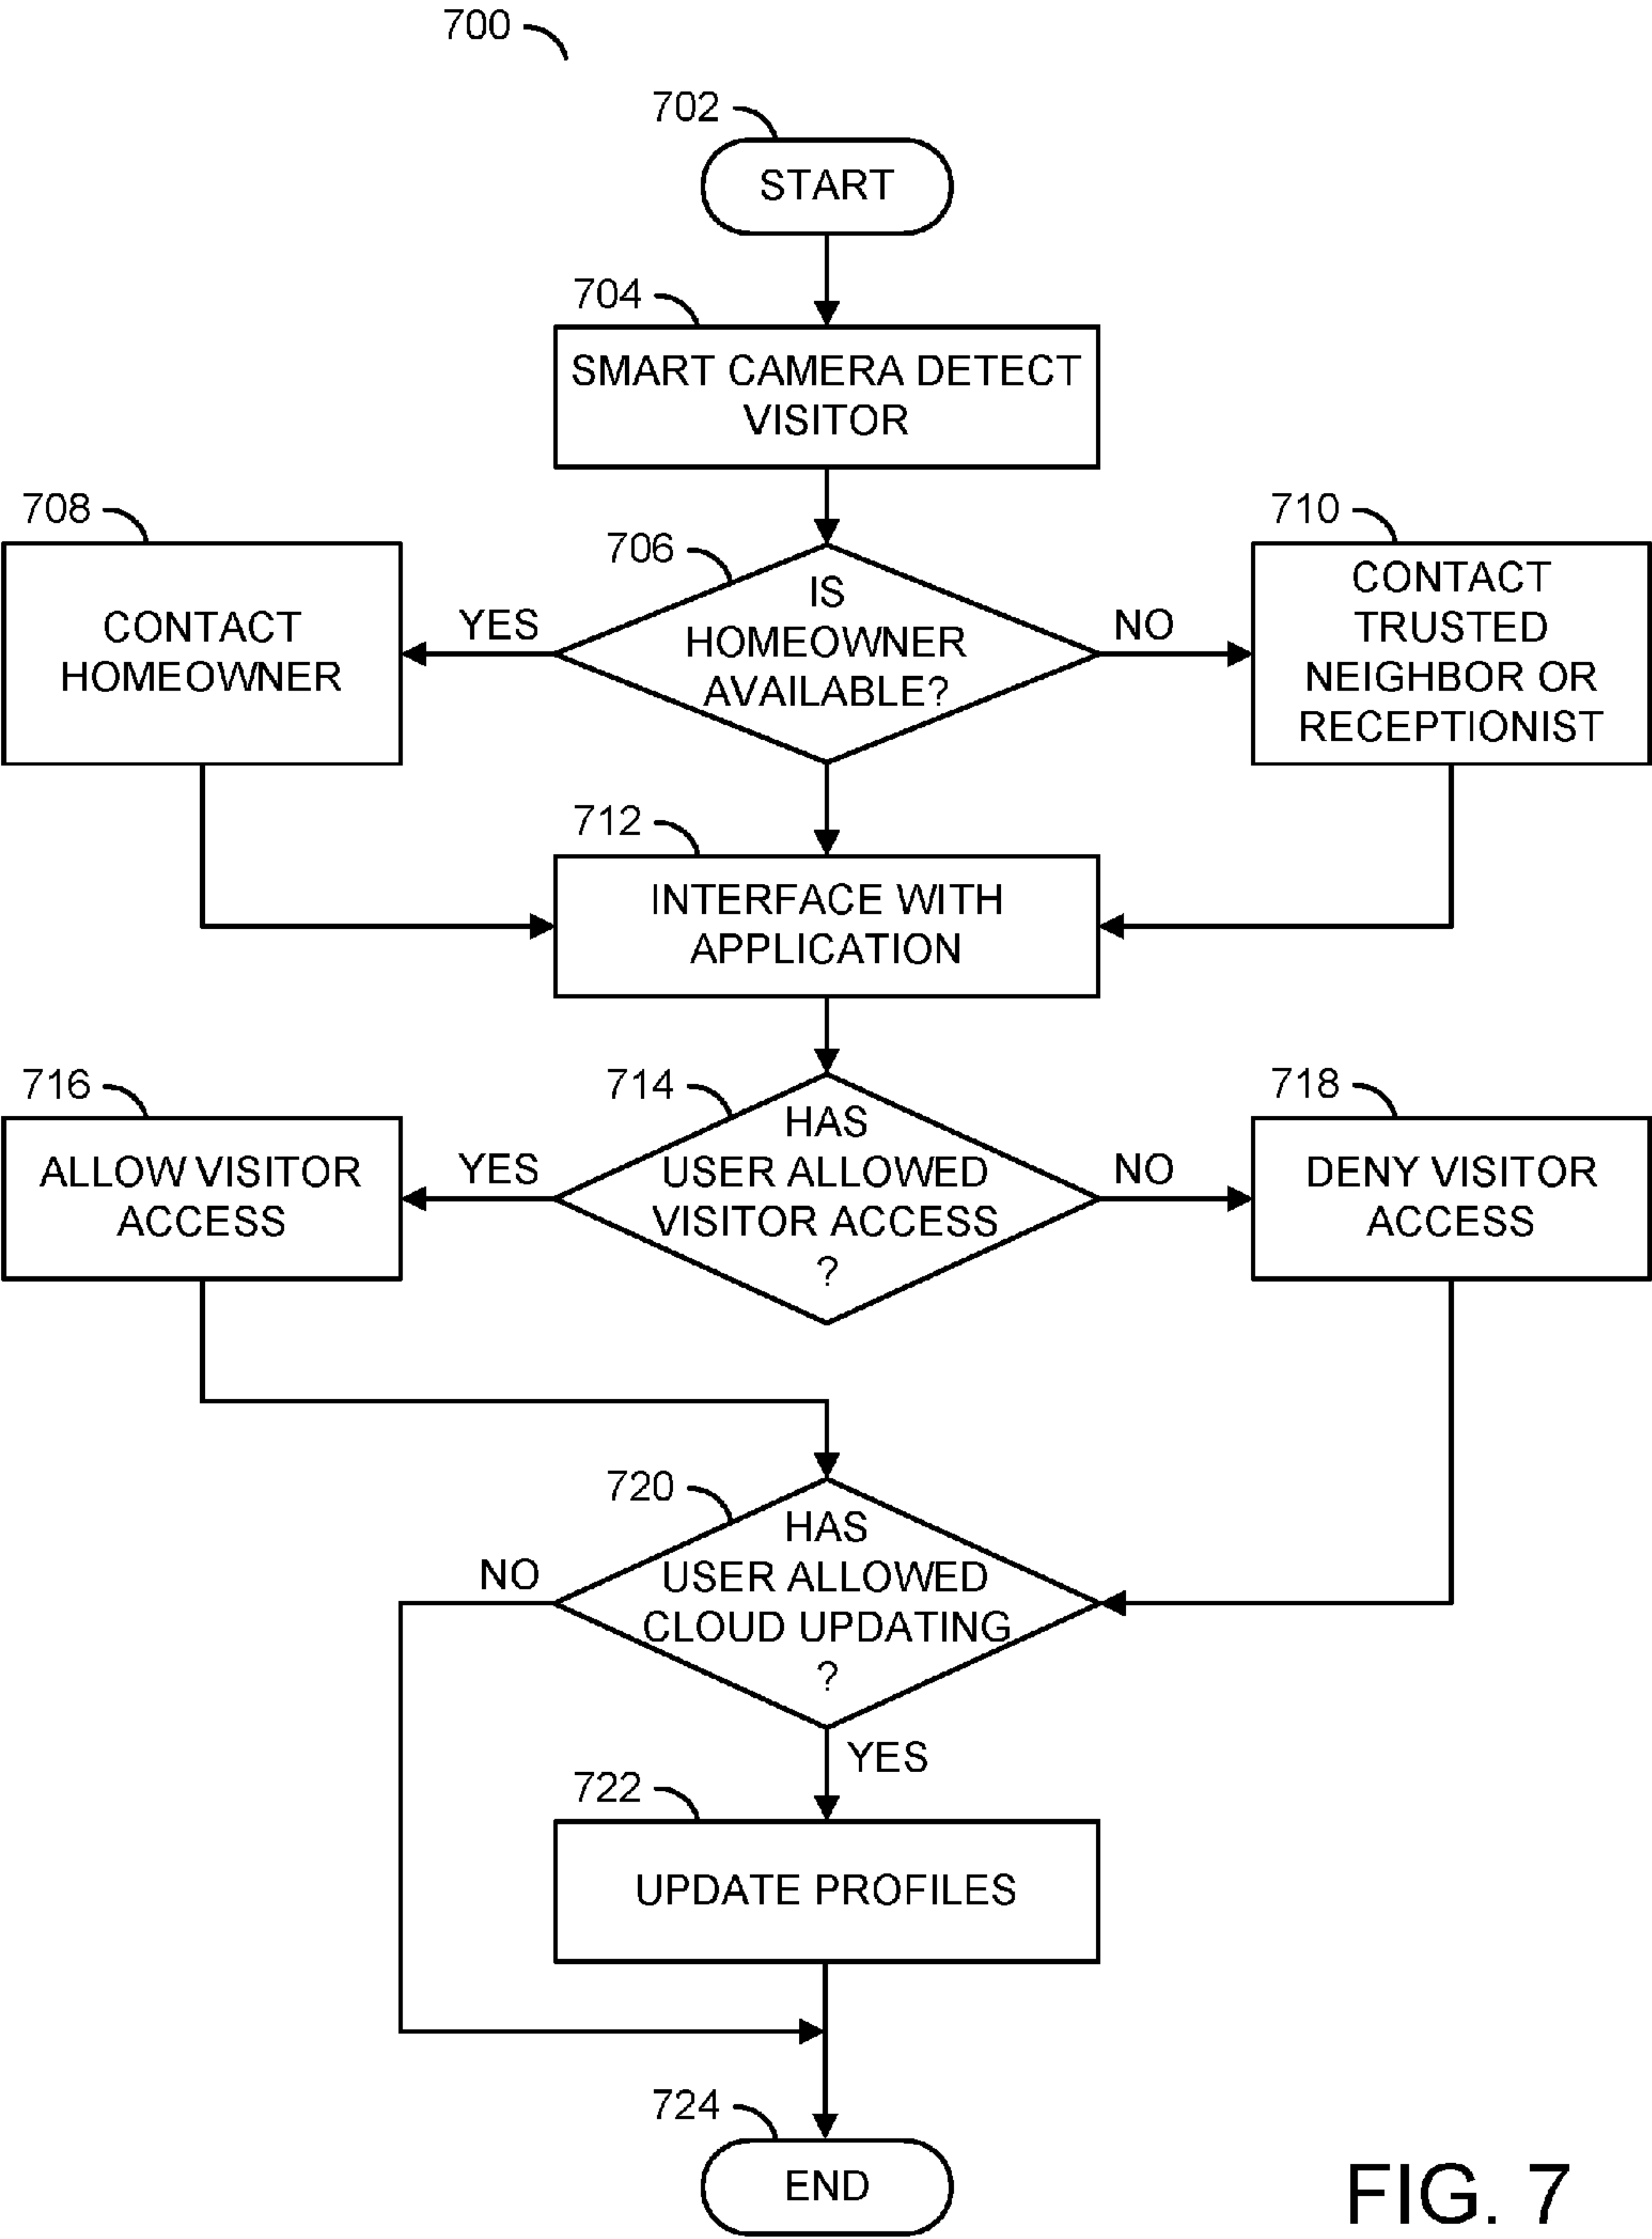 700
702
START
704
SMART CAMERA DETECT
VISITOR
708
CONTACT
HOMEOWNER
706
IS
HOMEOWNER
AVAILABLE?
YES
NO
710
CONTACT
TRUSTED
NEIGHBOR OR
RECEPTIONIST
712
INTERFACE WITH
APPLICATION
716
ALLOW VISITOR
ACCESS
714
HAS
USER ALLOWED
VISITOR ACCESS
?
YES
NO
718
DENY VISITOR
ACCESS
720
HAS
USER ALLOWED
CLOUD UPDATING
?
NO
YES
722
UPDATE PROFILES
724
END
FIG. 7